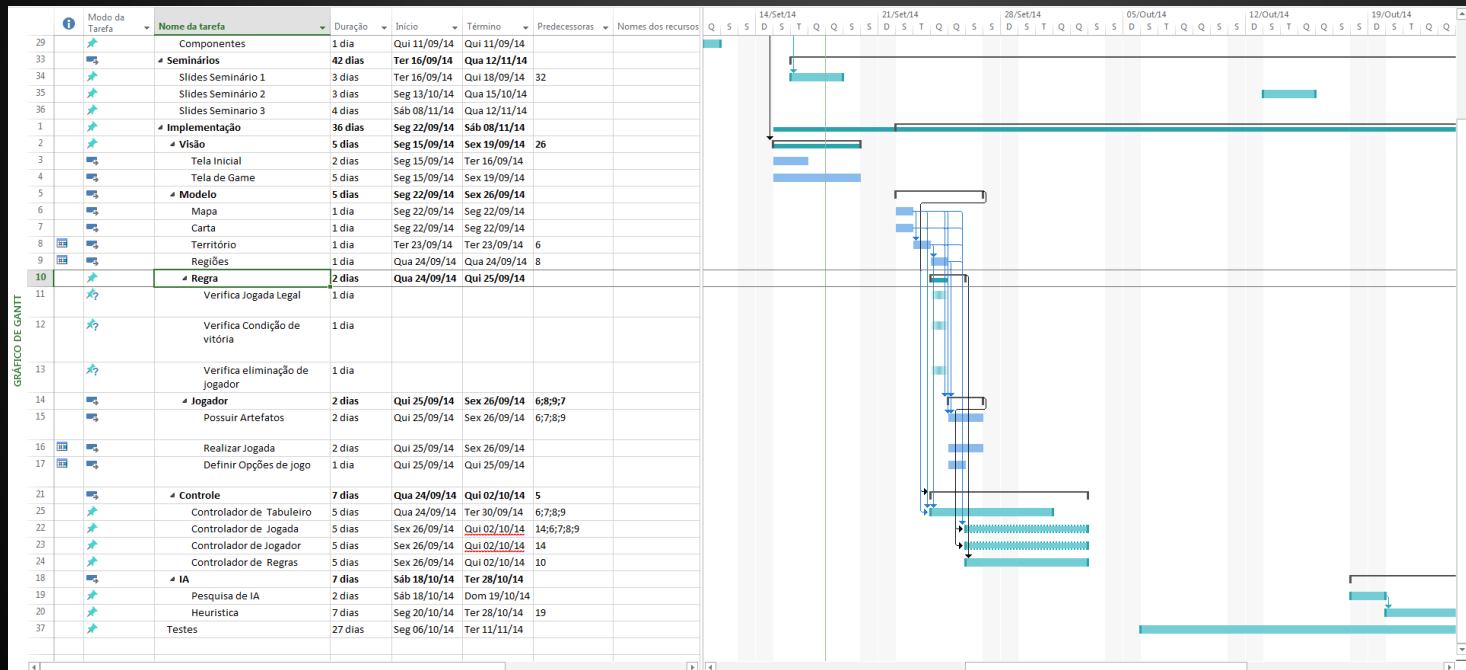 14/Set/14 21/Set/14 28/Set/14 05/Out/14 12/Out/14 19/Out/14
Modo da Tarefa Nome da tarefa Duração Início Término Predecessoras Nomes dos recursos
Q S S D S T Q Q S S D S T Q Q S S D S T Q Q S S D S T Q Q S S D S T Q Q S S D S T Q Q
29 Componentes 1 dia Qui 11/09/14 Qui 11/09/14
33 Seminários 42 dias Ter 16/09/14 Qua 12/11/14
34 Slides Seminário 1 3 dias Ter 16/09/14 Qui 18/09/14 32
35 Slides Seminário 2 3 dias Seg 13/10/14 Qua 15/10/14
36 Slides Seminario 3 4 dias Sáb 08/11/14 Qua 12/11/14
1 Implementação 36 dias Seg 22/09/14 Sáb 08/11/14
2 Visão 5 dias Seg 15/09/14 Sex 19/09/14 26
3 Tela Inicial 2 dias Seg 15/09/14 Ter 16/09/14
4 Tela de Game 5 dias Seg 15/09/14 Sex 19/09/14
5 Modelo 5 dias Seg 22/09/14 Sex 26/09/14
6 Mapa 1 dia Seg 22/09/14 Seg 22/09/14
7 Carta 1 dia Seg 22/09/14 Seg 22/09/14
8 Território 1 dia Ter 23/09/14 Ter 23/09/14 6
9 Regiões 1 dia Qua 24/09/14 Qua 24/09/14 8
10 Regra 2 dias Qua 24/09/14 Qui 25/09/14
11 Verifica Jogada Legal 1 dia
12 Verifica Condição de 1 dia
vitória
13 Verifica eliminação de 1 dia
jogador
14 Jogador 2 dias Qui 25/09/14 Sex 26/09/14 6;8;9;7
15 Possuir Artefatos 2 dias Qui 25/09/14 Sex 26/09/14 6;7;8;9
16 Realizar Jogada 2 dias Qui 25/09/14 Sex 26/09/14
17 Definir Opções de jogo 1 dia Qui 25/09/14 Qui 25/09/14
21 Controle 7 dias Qua 24/09/14 Qui 02/10/14 5
25 Controlador de Tabuleiro 5 dias Qua 24/09/14 Ter 30/09/14 6;7;8;9
22 Controlador de Jogada 5 dias Sex 26/09/14 Qui 02/10/14 14;6;7;8;9
23 Controlador de Jogador 5 dias Sex 26/09/14 Qui 02/10/14 14
24 Controlador de Regras 5 dias Sex 26/09/14 Qui 02/10/14 10
18 IA 7 dias Sáb 18/10/14 Ter 28/10/14
19 Pesquisa de IA 2 dias Sáb 18/10/14 Dom 19/10/14
20 Heuristica 7 dias Seg 20/10/14 Ter 28/10/14 19
37 Testes 27 dias Seg 06/10/14 Ter 11/11/14
GRÁFICO DE GANTT